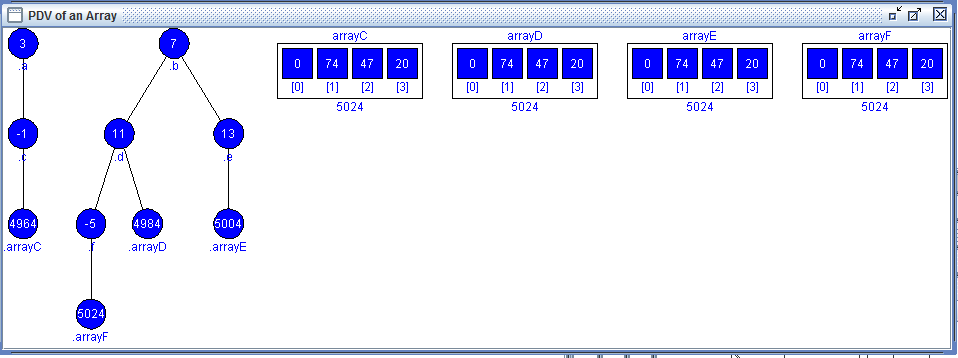 PDV of an Array
3
.a
7
.b
arrayC
0 74 47 20
[0] [1] [2] [3]
5024
arrayD
0 74 47 20
[0] [1] [2] [3]
5024
arrayE
0 74 47 20
[0] [1] [2] [3]
5024
arrayF
0 74 47 20
[0] [1] [2] [3]
5024
-1
.c
11
.d
13
.e
4964
.arrayC
-5
.f
4984
.arrayD
5004
.arrayE
5024
.arrayF